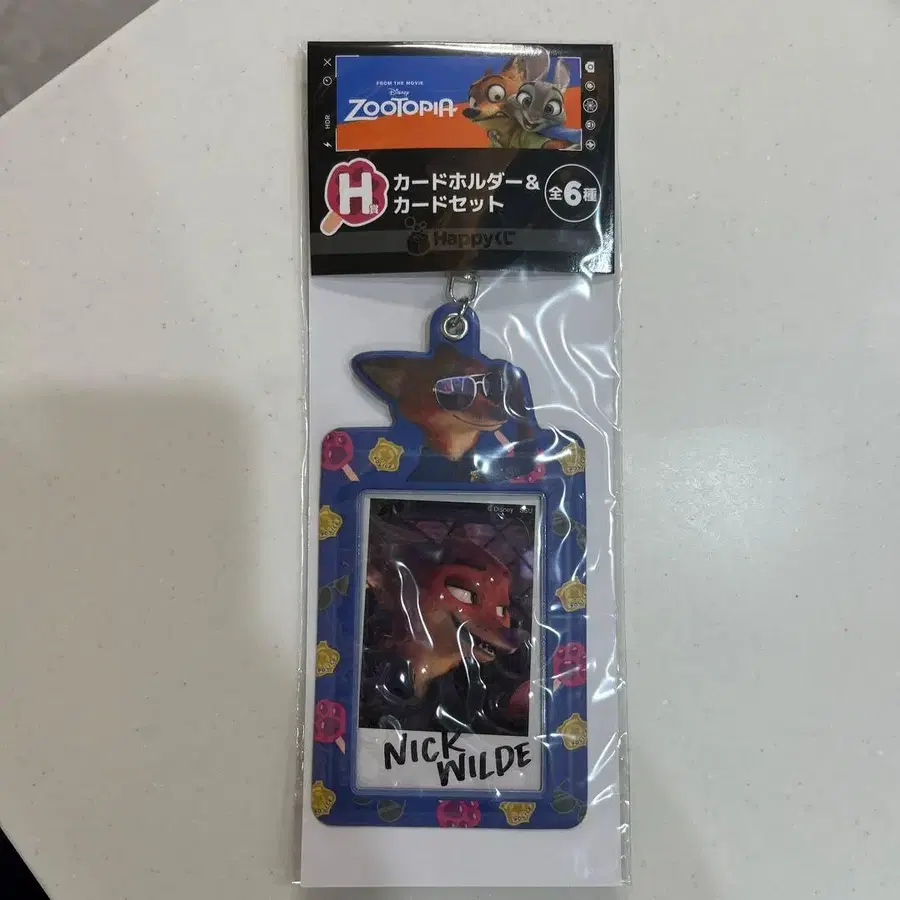 HDR
FROM THE MOVIE
Disney
ZOOTOPIA
H賞
カードホルダー&
カードセット
全6種
Happyくじ
©Disney
NICK
WILDE